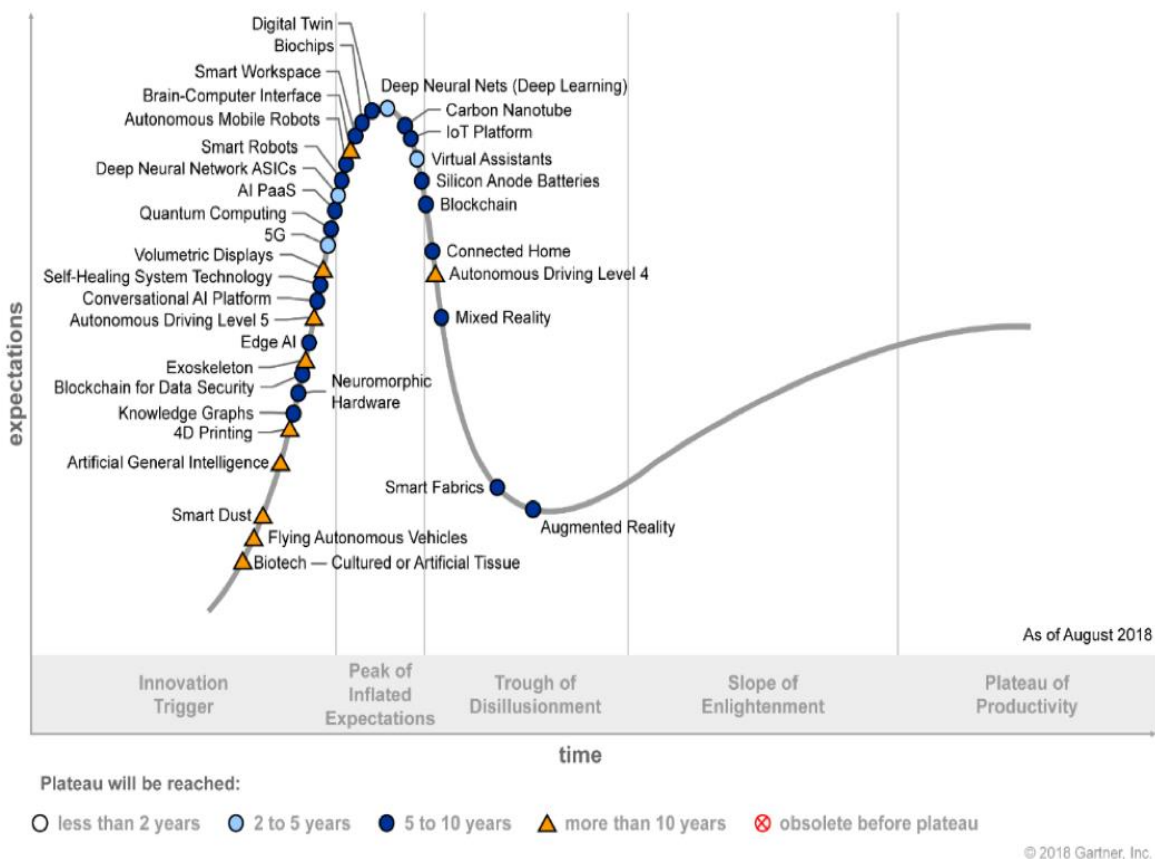 Digital Twin
Biochips
Smart Workspace
Brain-Computer Interface
Autonomous Mobile Robots
Smart Robots
Deep Neural Network ASICs
AI PaaS
Quantum Computing
5G
Volumetric Displays
Self-Healing System Technology
Conversational AI Platform
Autonomous Driving Level 5
Edge AI
Exoskeleton
Blockchain for Data Security
Neuromorphic
Hardware
Knowledge Graphs
4D Printing
Artificial General Intelligence
Smart Dust
Flying Autonomous Vehicles
Biotech — Cultured or Artificial Tissue
Deep Neural Nets (Deep Learning)
Carbon Nanotube
IoT Platform
Virtual Assistants
Silicon Anode Batteries
Blockchain
Connected Home
Autonomous Driving Level 4
Mixed Reality
Smart Fabrics
Augmented Reality
expectations
As of August 2018
Innovation
Trigger
Peak of
Inflated
Expectations
Trough of
Disillusionment
Slope of
Enlightenment
Plateau of
Productivity
time
Plateau will be reached:
less than 2 years
2 to 5 years
5 to 10 years
more than 10 years
obsolete before plateau
© 2018 Gartner, Inc.